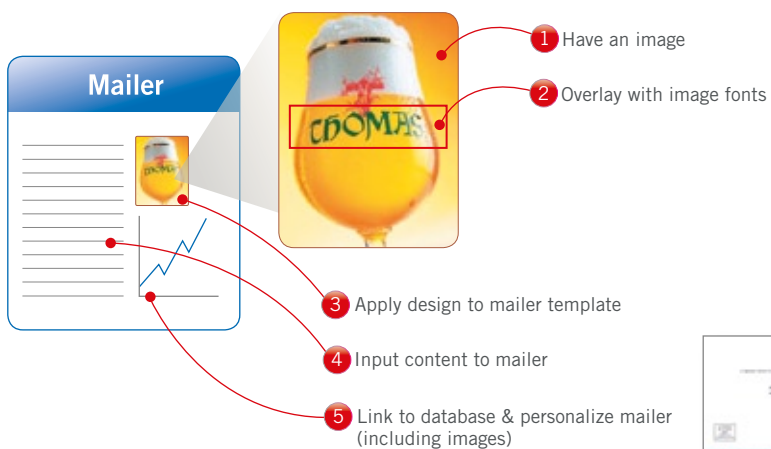 Mailer
THOMAS
THOMAS
1 Have an image
2 Overlay with image fonts
3 Apply design to mailer template
4 Input content to mailer
5 Link to database & personalize mailer
(including images)